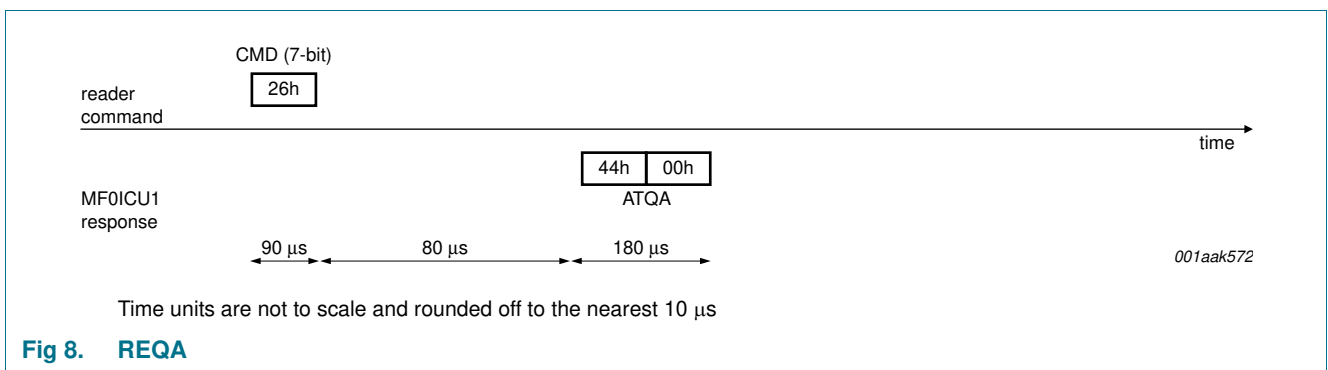 CMD (7-bit)
26h
reader
command
time
44h 00h
MF0ICU1
response
ATQA
90 μs 80 μs 180 μs
001aak572
Time units are not to scale and rounded off to the nearest 10 μs
Fig 8. REQA